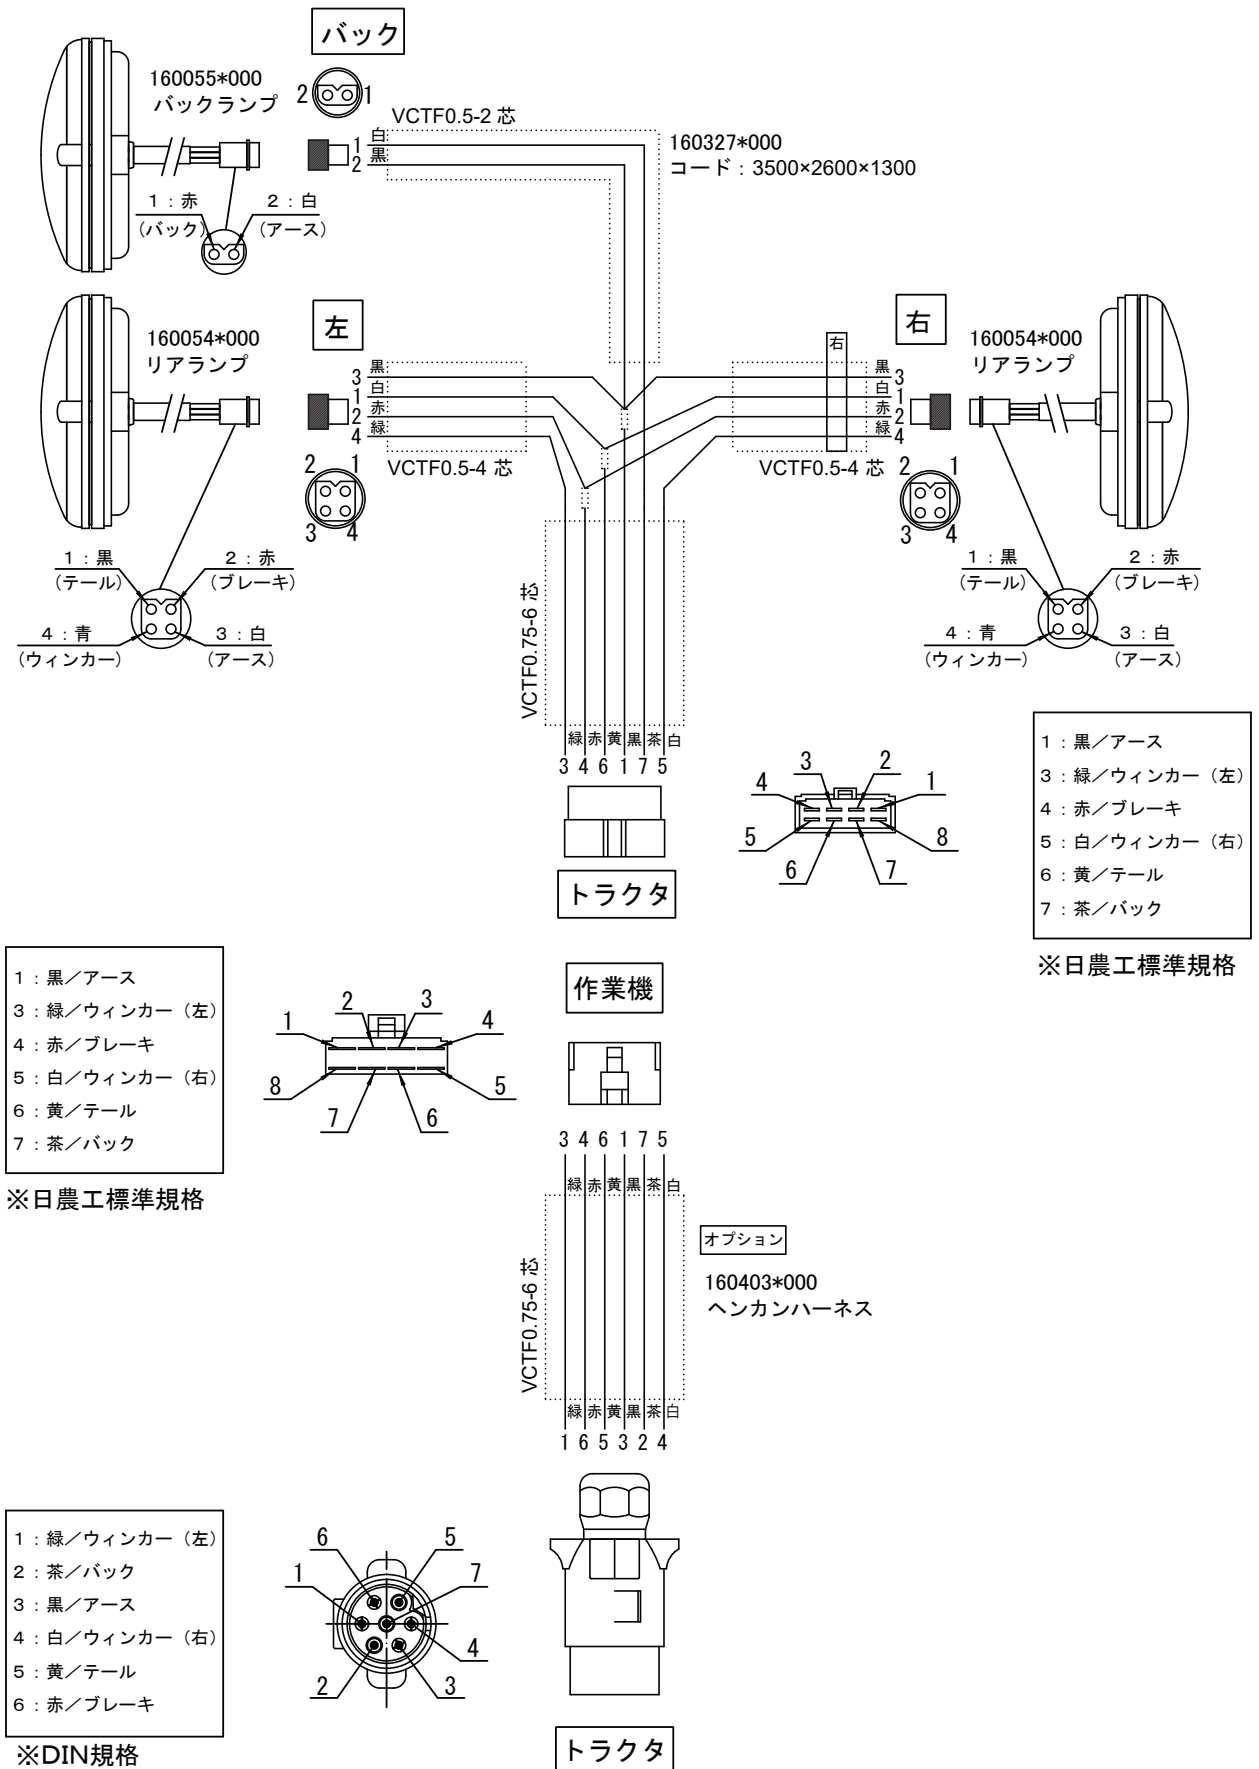 バック
160055*000
バックランプ
2
1
VCTF0.5-2 芯
1
白
2
黒
160327*000
コード：3500×2600×1300
1：赤
(バック)
2：白
(アース)
160054*000
リアランプ
左
右
右
160054*000
リアランプ
3 黒
1 白
2 赤
4 緑
黒 3
白 1
赤 2
緑 4
VCTF0.5-4 芯
VCTF0.5-4 芯
2 1
3 4
2 1
3 4
1：黒
(テール)
2：赤
(ブレーキ)
4：青
(ウィンカー)
3：白
(アース)
1：黒
(テール)
2：赤
(ブレーキ)
4：青
(ウィンカー)
3：白
(アース)
VCTF0.75-6 芯
緑 赤 黄 黒 茶 白
3 4 6 1 7 5
トラクタ
4 3 2 1
5 6 7 8
1：黒／アース
3：緑／ウィンカー（左）
4：赤／ブレーキ
5：白／ウィンカー（右）
6：黄／テール
7：茶／バック
※日農工標準規格
1：黒／アース
3：緑／ウィンカー（左）
4：赤／ブレーキ
5：白／ウィンカー（右）
6：黄／テール
7：茶／バック
※日農工標準規格
1 2 3 4
8 7 6 5
作業機
3 4 6 1 7 5
緑 赤 黄 黒 茶 白
VCTF0.75-6 芯
オプション
160403*000
ヘンカンハーネス
緑 赤 黄 黒 茶 白
1 6 5 3 2 4
1：緑／ウィンカー（左）
2：茶／バック
3：黒／アース
4：白／ウィンカー（右）
5：黄／テール
6：赤／ブレーキ
※DIN規格
6 5
1 7
4
2 3
トラクタ